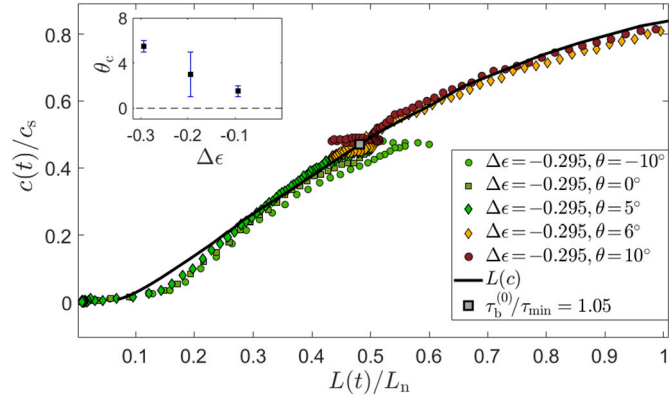 c(t)/c_s
0.8
0.6
0.4
0.2
0
θ_c
8
4
0
-0.3
-0.2
-0.1
Δϵ
Δϵ=−0.295, θ=−10°
Δϵ=−0.295, θ=0°
Δϵ=−0.295, θ=5°
Δϵ=−0.295, θ=6°
Δϵ=−0.295, θ=10°
L(c)
τ_b^(0)/τ_min = 1.05
0.1
0.2
0.3
0.4
0.5
0.6
0.7
0.8
0.9
1
L(t)/L_n